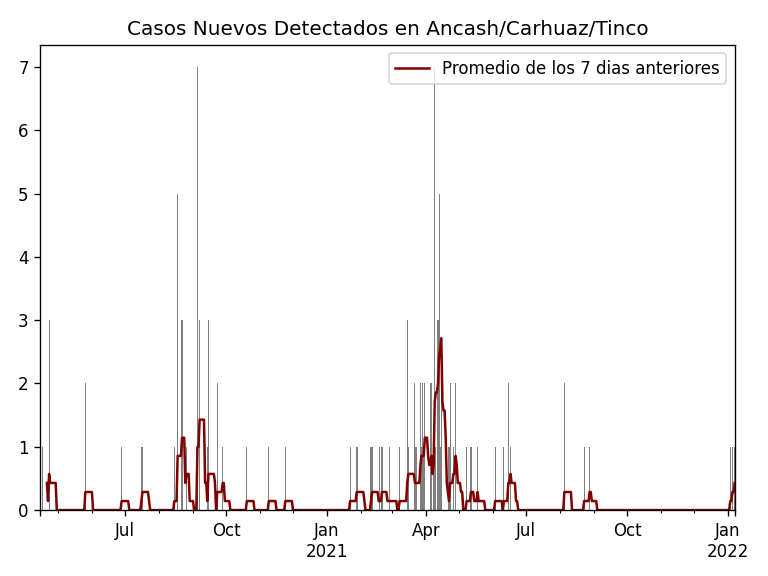 Casos Nuevos Detectados en Ancash/Carhuaz/Tinco
Promedio de los 7 dias anteriores
7
6
5
4
3
2
1
0
Jul
Oct
Jan
2021
Apr
Jul
Oct
Jan
2022